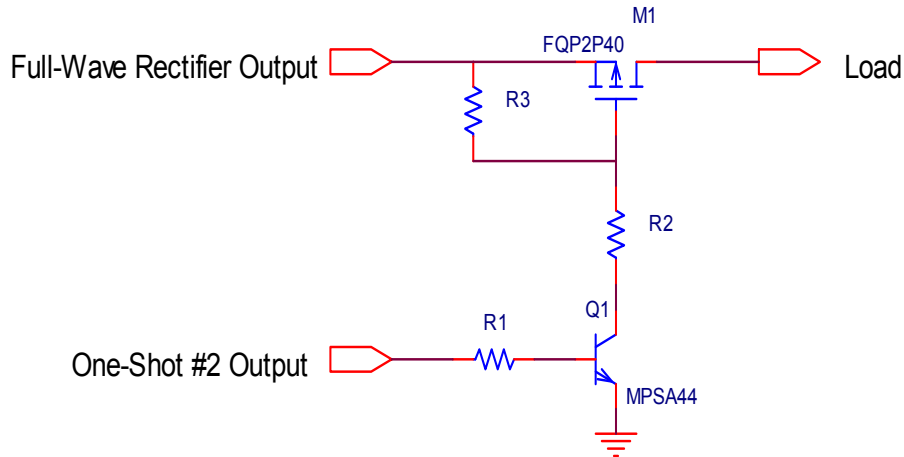 M1
FQP2P40
Full-Wave Rectifier Output
Load
R3
R2
Q1
R1
One-Shot #2 Output
MPSA44